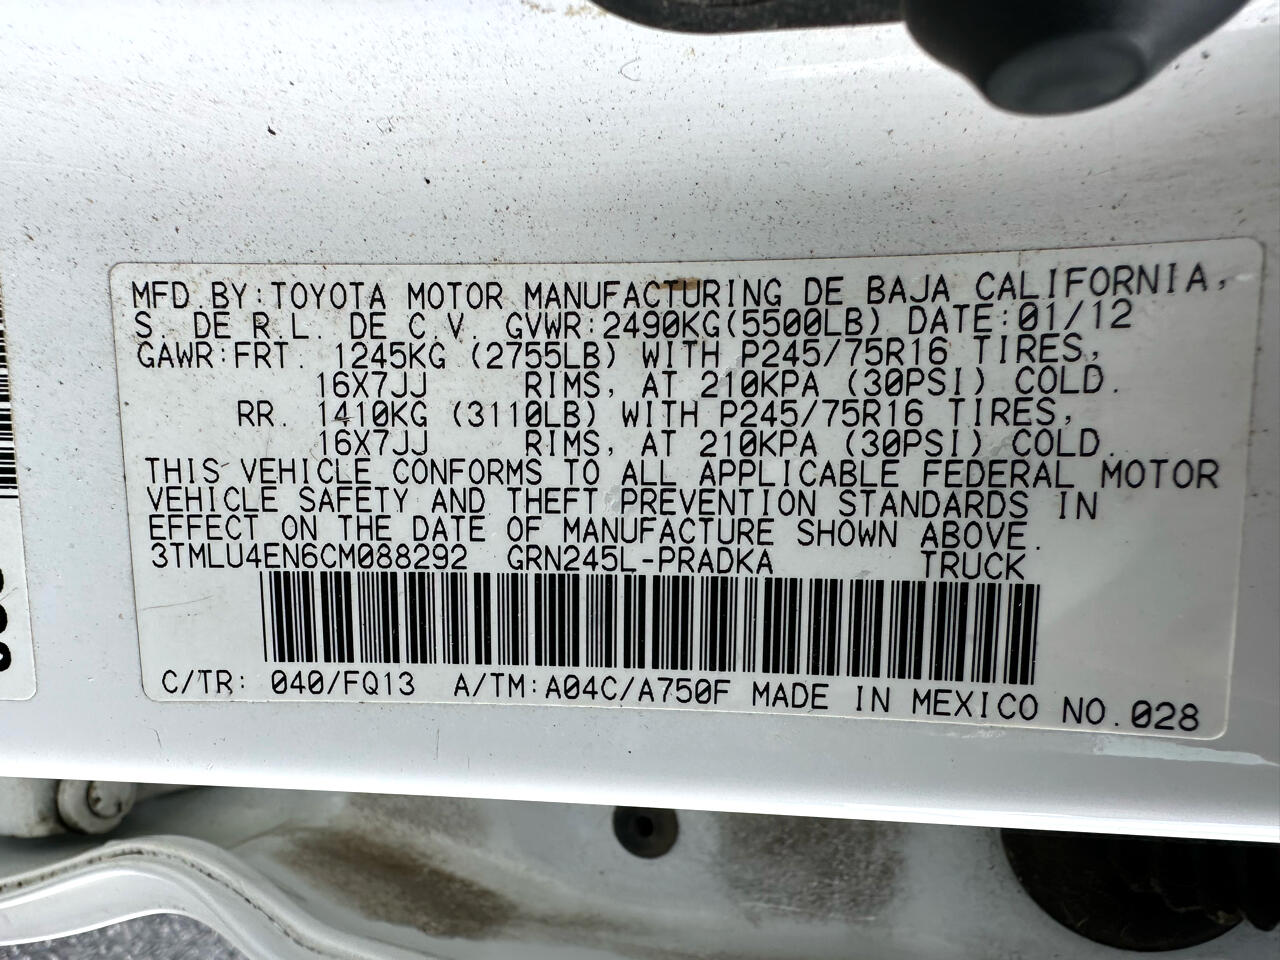 MFD.BY:TOYOTA MOTOR MANUFACTURING DE BAJA CALIFORNIA,
S. DE R.L. DE C.V. GVWR:2490KG(5500LB) DATE:01/12
GAWR:FRT. 1245KG (2755LB) WITH P245/75R16 TIRES,
16X7JJ RIMS, AT 210KPA (30PSI) COLD.
RR. 1410KG (3110LB) WITH P245/75R16 TIRES,
16X7JJ RIMS, AT 210KPA (30PSI) COLD.
THIS VEHICLE CONFORMS TO ALL APPLICABLE FEDERAL MOTOR
VEHICLE SAFETY AND THEFT PREVENTION STANDARDS IN
EFFECT ON THE DATE OF MANUFACTURE SHOWN ABOVE.
3TMLU4EN6CM088292 GRN245L-PRADKA TRUCK
C/TR: 040/FQ13 A/TM:A04C/A750F MADE IN MEXICO NO.028